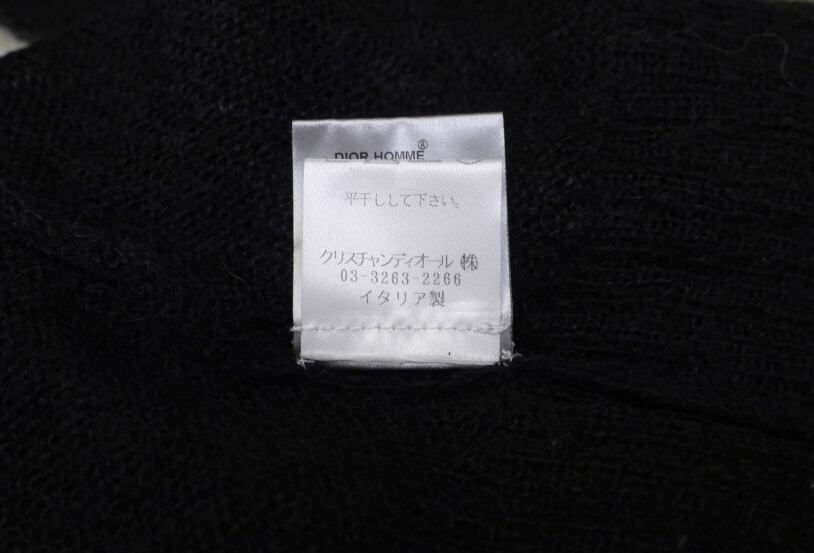 DIOR HOMME®
平干しして下さい。
クリスチャンディオール ㈱
03-3263-2266
イタリア製